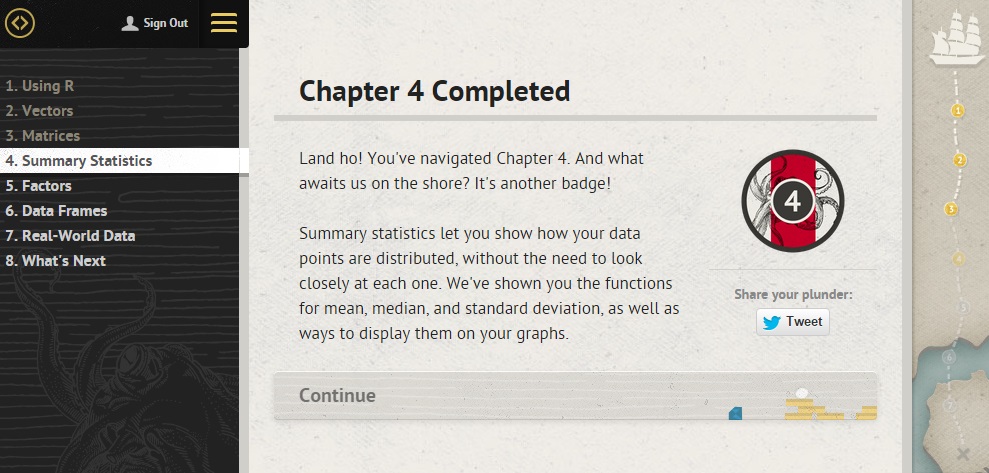 Sign Out
1. Using R
2. Vectors
3. Matrices
4. Summary Statistics
5. Factors
6. Data Frames
7. Real-World Data
8. What's Next
Chapter 4 Completed
Land ho! You've navigated Chapter 4. And what
awaits us on the shore? It's another badge!
Summary statistics let you show how your data
points are distributed, without the need to look
closely at each one. We've shown you the functions
for mean, median, and standard deviation, as well as
ways to display them on your graphs.
4
Share your plunder:
Tweet
Continue
1
2
3
4
5
6
7